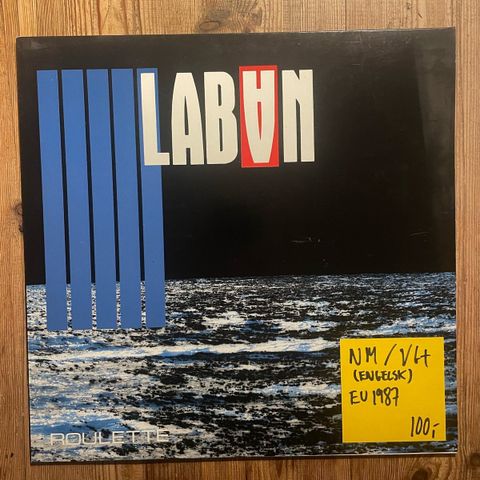 LABAN
ROULETTE
NM / VG+
(ENGELSK)
EU 1987
100,-